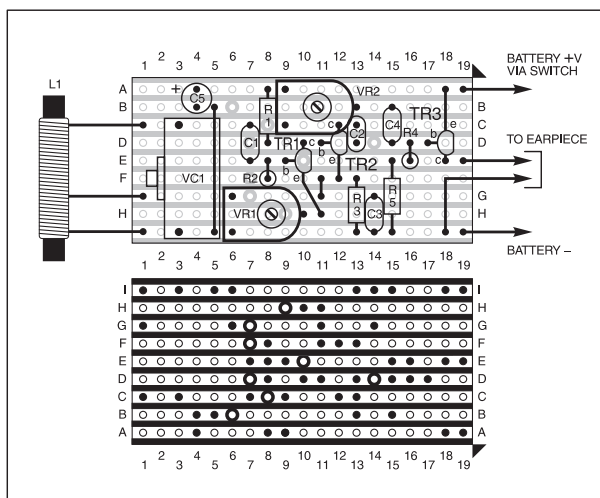 1 2 3 4 5 6 7 8 9 10 11 12 13 14 15 16 17 18 19
L1
A
+
C5
VR2
BATTERY +V
VIA SWITCH
B
R
1
B
C
c
TR3
C
C1
TR1
c
b
C2
C4
R4
b
D
D
TO EARPIECE
E
b
e
TR2
c
e
E
VC1
R2
e
F
R
3
R
5
G
H
VR1
C3
H
I
BATTERY –
1 2 3 4 5 6 7 8 9 10 11 12 13 14 15 16 17 18 19
I
I
H
H
G
G
F
F
E
E
D
D
C
C
B
B
A
A
1 2 3 4 5 6 7 8 9 10 11 12 13 14 15 16 17 18 19